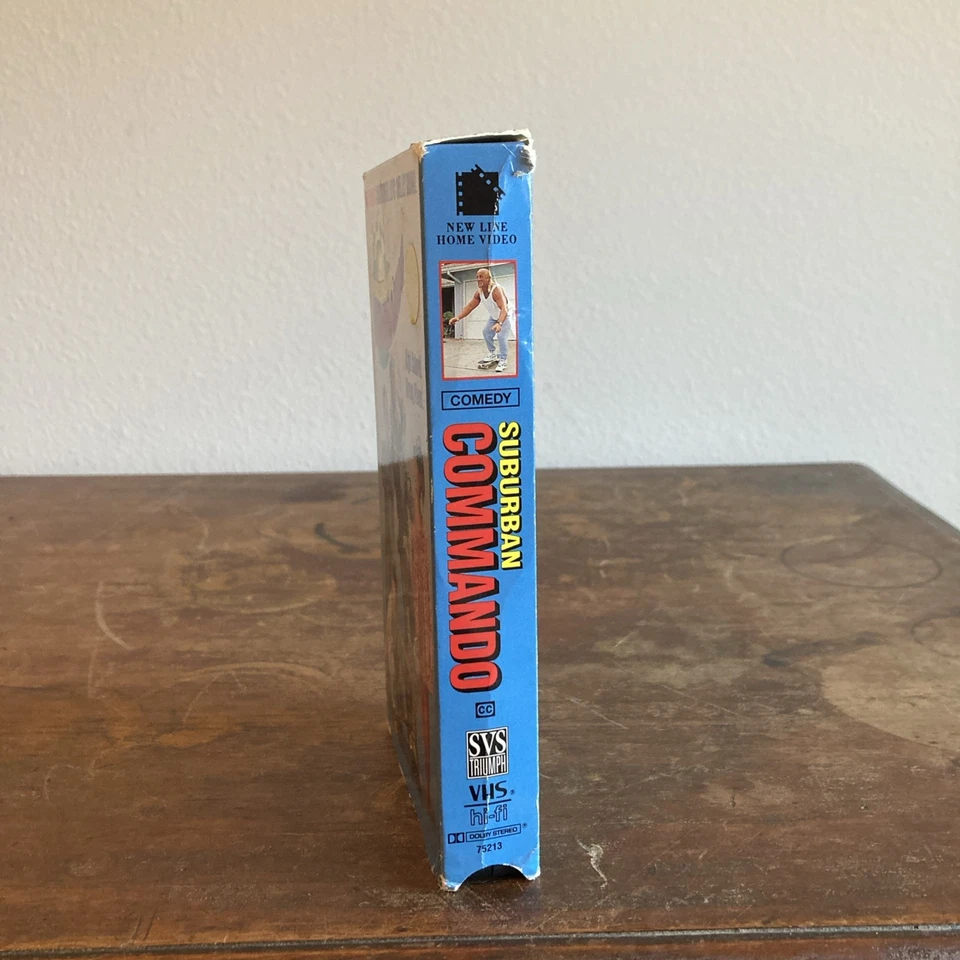 NEW LINE
HOME VIDEO
COMEDY
SUBURBAN
COMMANDO
CC
SVS
TRIUMPH
VHS®
hi-fi
DOLBY STEREO®
75213